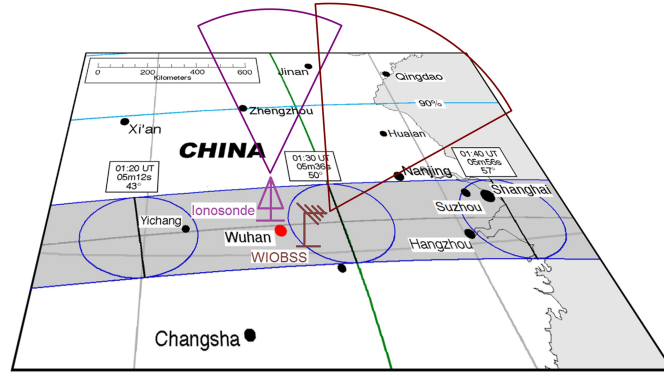 0 200 400 600
Kilometers
Jinan
Qingdao
Zhengzhou
90%
Xi'an
Huaian
CHINA
01:20 UT
05m12s
43°
01:30 UT
05m36s
50°
01:40 UT
05m56s
57°
Nanjing
Shanghai
Suzhou
Ionosonde
Yichang
Wuhan
Hangzhou
WIOBSS
Changsha